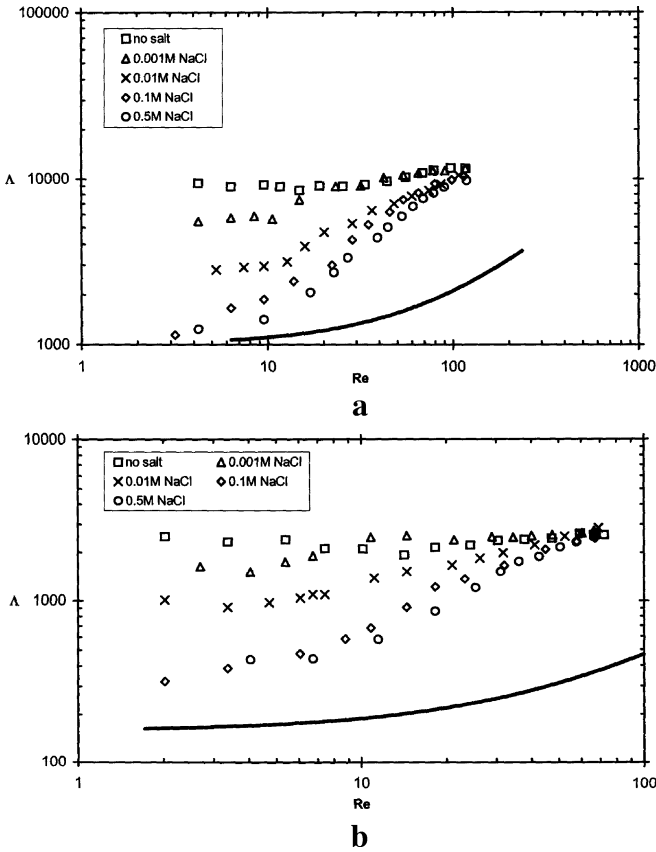 100000
no salt
0.001M NaCl
0.01M NaCl
0.1M NaCl
0.5M NaCl
Λ
10000
1000
1
10
100
1000
Re
a
10000
no salt
0.001M NaCl
0.01M NaCl
0.1M NaCl
0.5M NaCl
Λ
1000
100
1
10
100
Re
b